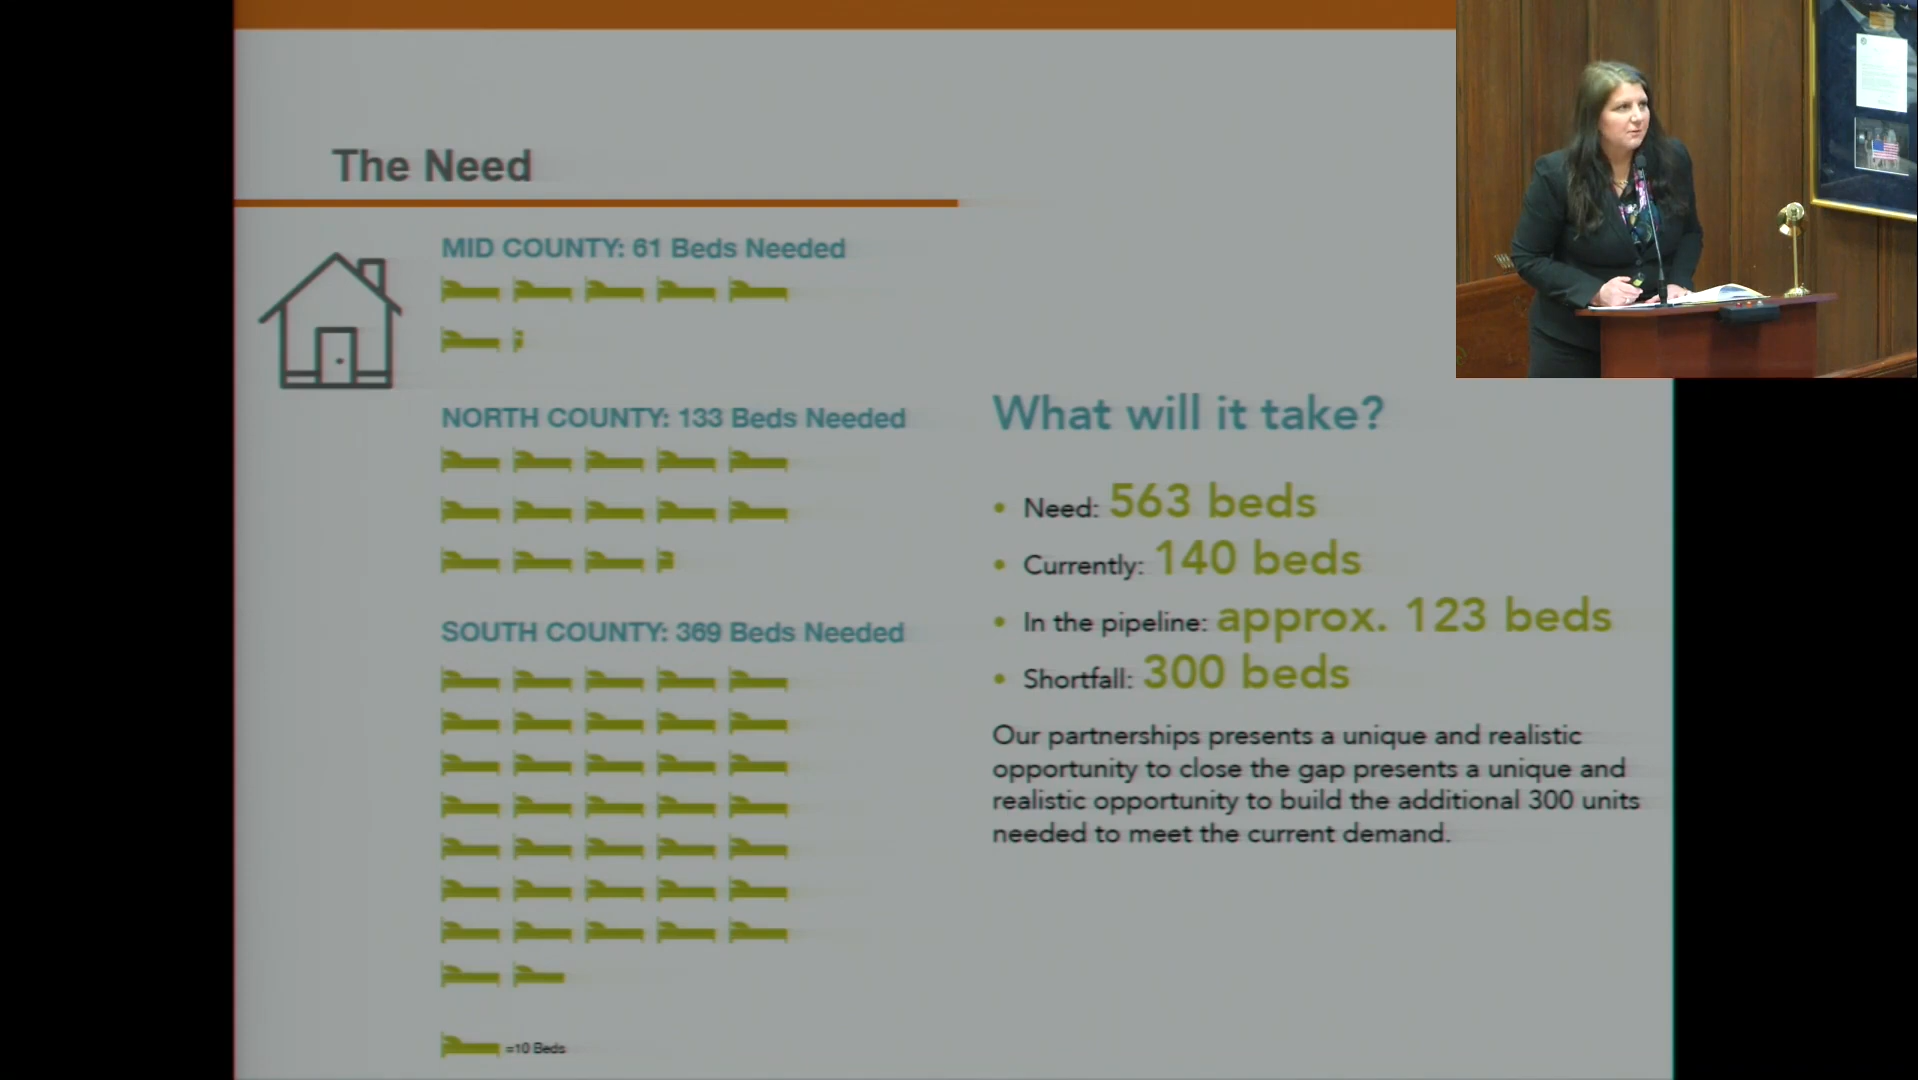 The Need
MID COUNTY: 61 Beds Needed
NORTH COUNTY: 133 Beds Needed
SOUTH COUNTY: 369 Beds Needed
=10 Beds
What will it take?
• Need: 563 beds
• Currently: 140 beds
• In the pipeline: approx. 123 beds
• Shortfall: 300 beds
Our partnerships presents a unique and realistic
opportunity to close the gap presents a unique and
realistic opportunity to build the additional 300 units
needed to meet the current demand.